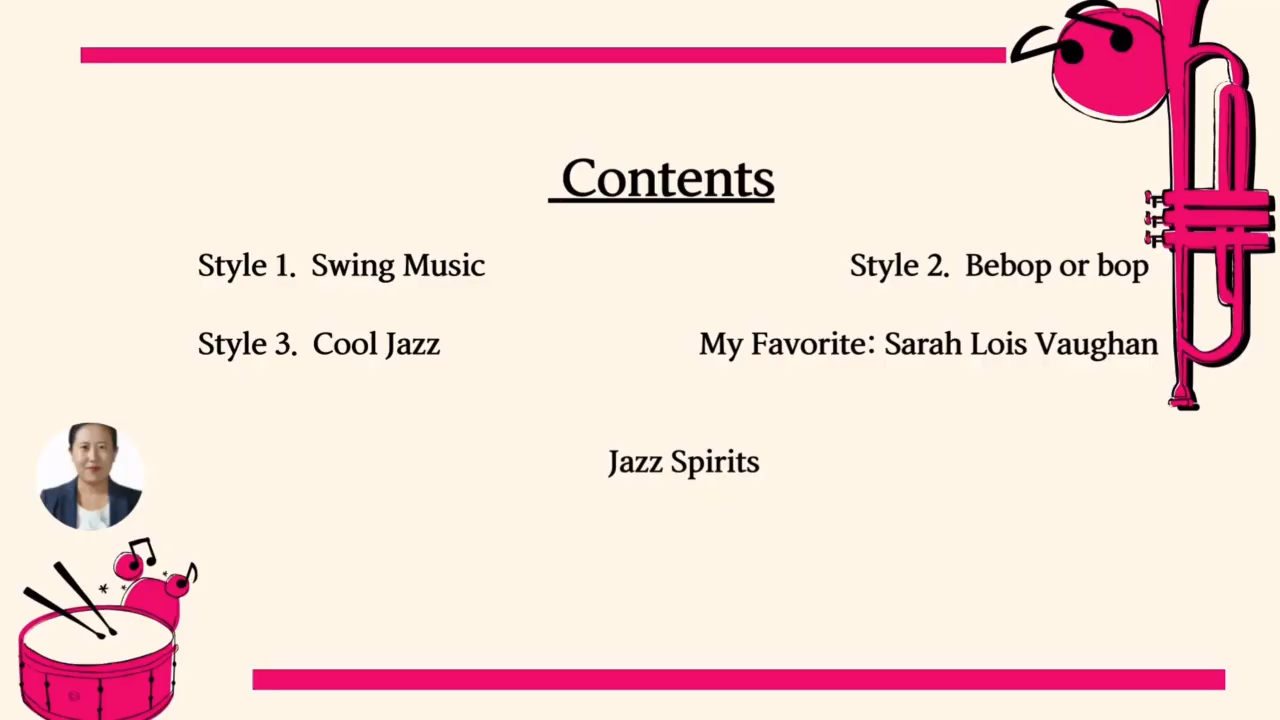 Contents
Style 1. Swing Music
Style 2. Bebop or bop
Style 3. Cool Jazz
My Favorite: Sarah Lois Vaughan
Jazz Spirits